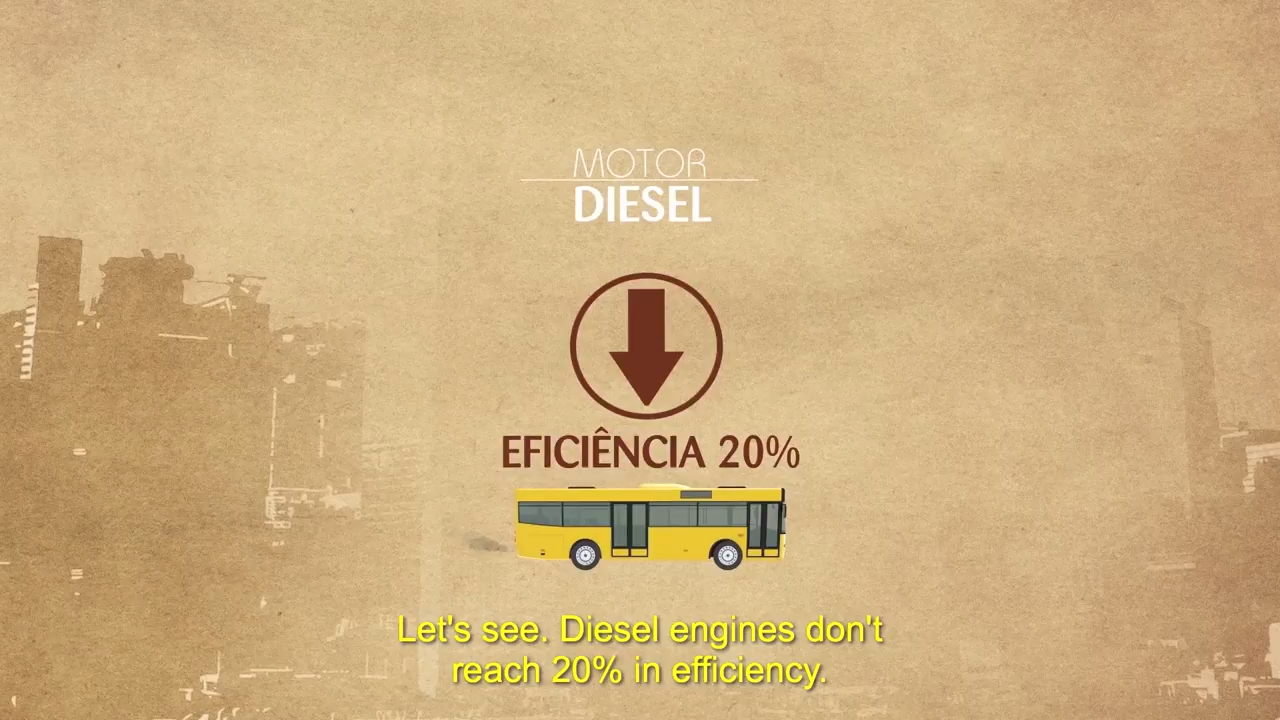 MOTOR
DIESEL
EFICIÊNCIA 20%
Let's see. Diesel engines don't
reach 20% in efficiency.